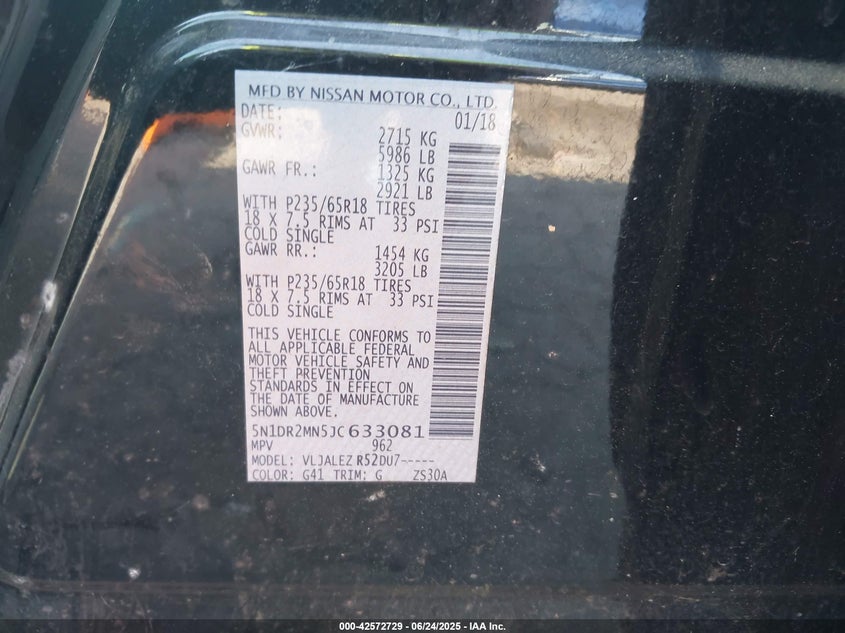 MFD BY NISSAN MOTOR CO., LTD.
DATE: 01/18
GVWR: 2715 KG
5986 LB
GAWR FR.: 1325 KG
2921 LB
WITH P235/65R18 TIRES
18 X 7.5 RIMS AT 33 PSI
COLD SINGLE
GAWR RR.: 1454 KG
3205 LB
WITH P235/65R18 TIRES
18 X 7.5 RIMS AT 33 PSI
COLD SINGLE
THIS VEHICLE CONFORMS TO
ALL APPLICABLE FEDERAL
MOTOR VEHICLE SAFETY AND
THEFT PREVENTION
STANDARDS IN EFFECT ON
THE DATE OF MANUFACTURE
SHOWN ABOVE.
5N1DR2MN5JC633081
MPV 962
MODEL: VLJALEZ R52DU7-----
COLOR: G41 TRIM: G ZS30A
000-42572729 - 06/24/2025 - IAA Inc.